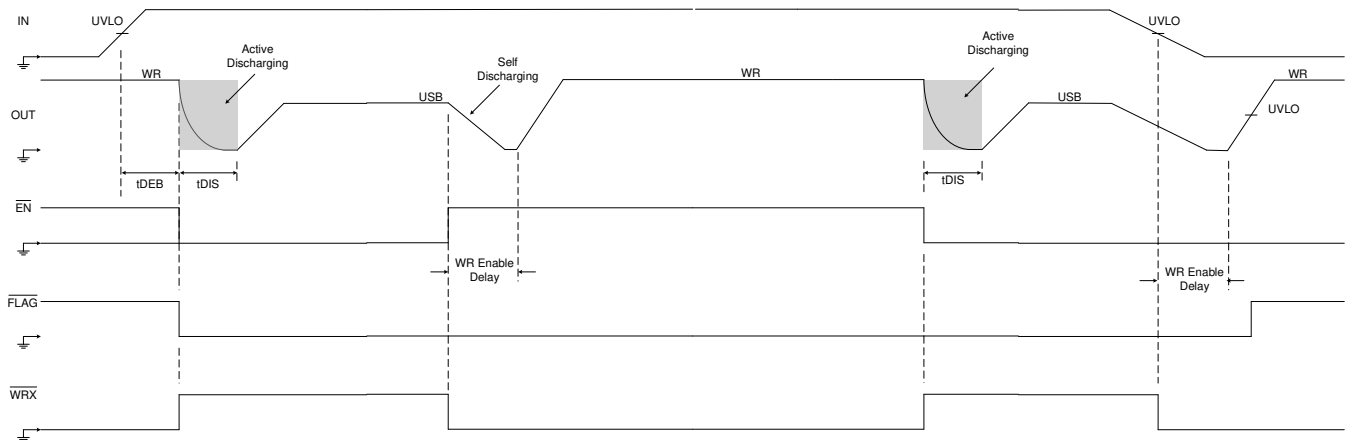 IN
UVLO
UVLO
Active
Discharging
Self
Discharging
Active
Discharging
WR
WR
WR
OUT
USB
USB
UVLO
tDEB
tDIS
tDIS
EN
WR Enable
Delay
WR Enable
Delay
FLAG
WRX